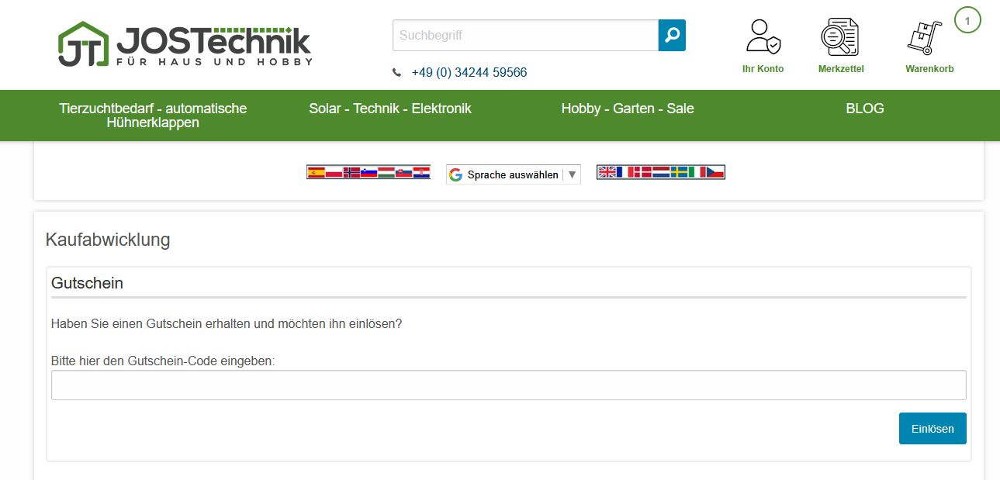 JT JOSTechnik
FÜR HAUS UND HOBBY
Suchbegriff
+49 (0) 34244 59566
Ihr Konto
Merkzettel
Warenkorb
1
Tierzuchtbedarf - automatische
Hühnerklappen
Solar - Technik - Elektronik
Hobby - Garten - Sale
BLOG
G Sprache auswählen ▼
Kaufabwicklung
Gutschein
Haben Sie einen Gutschein erhalten und möchten ihn einlösen?
Bitte hier den Gutschein-Code eingeben:
Einlösen